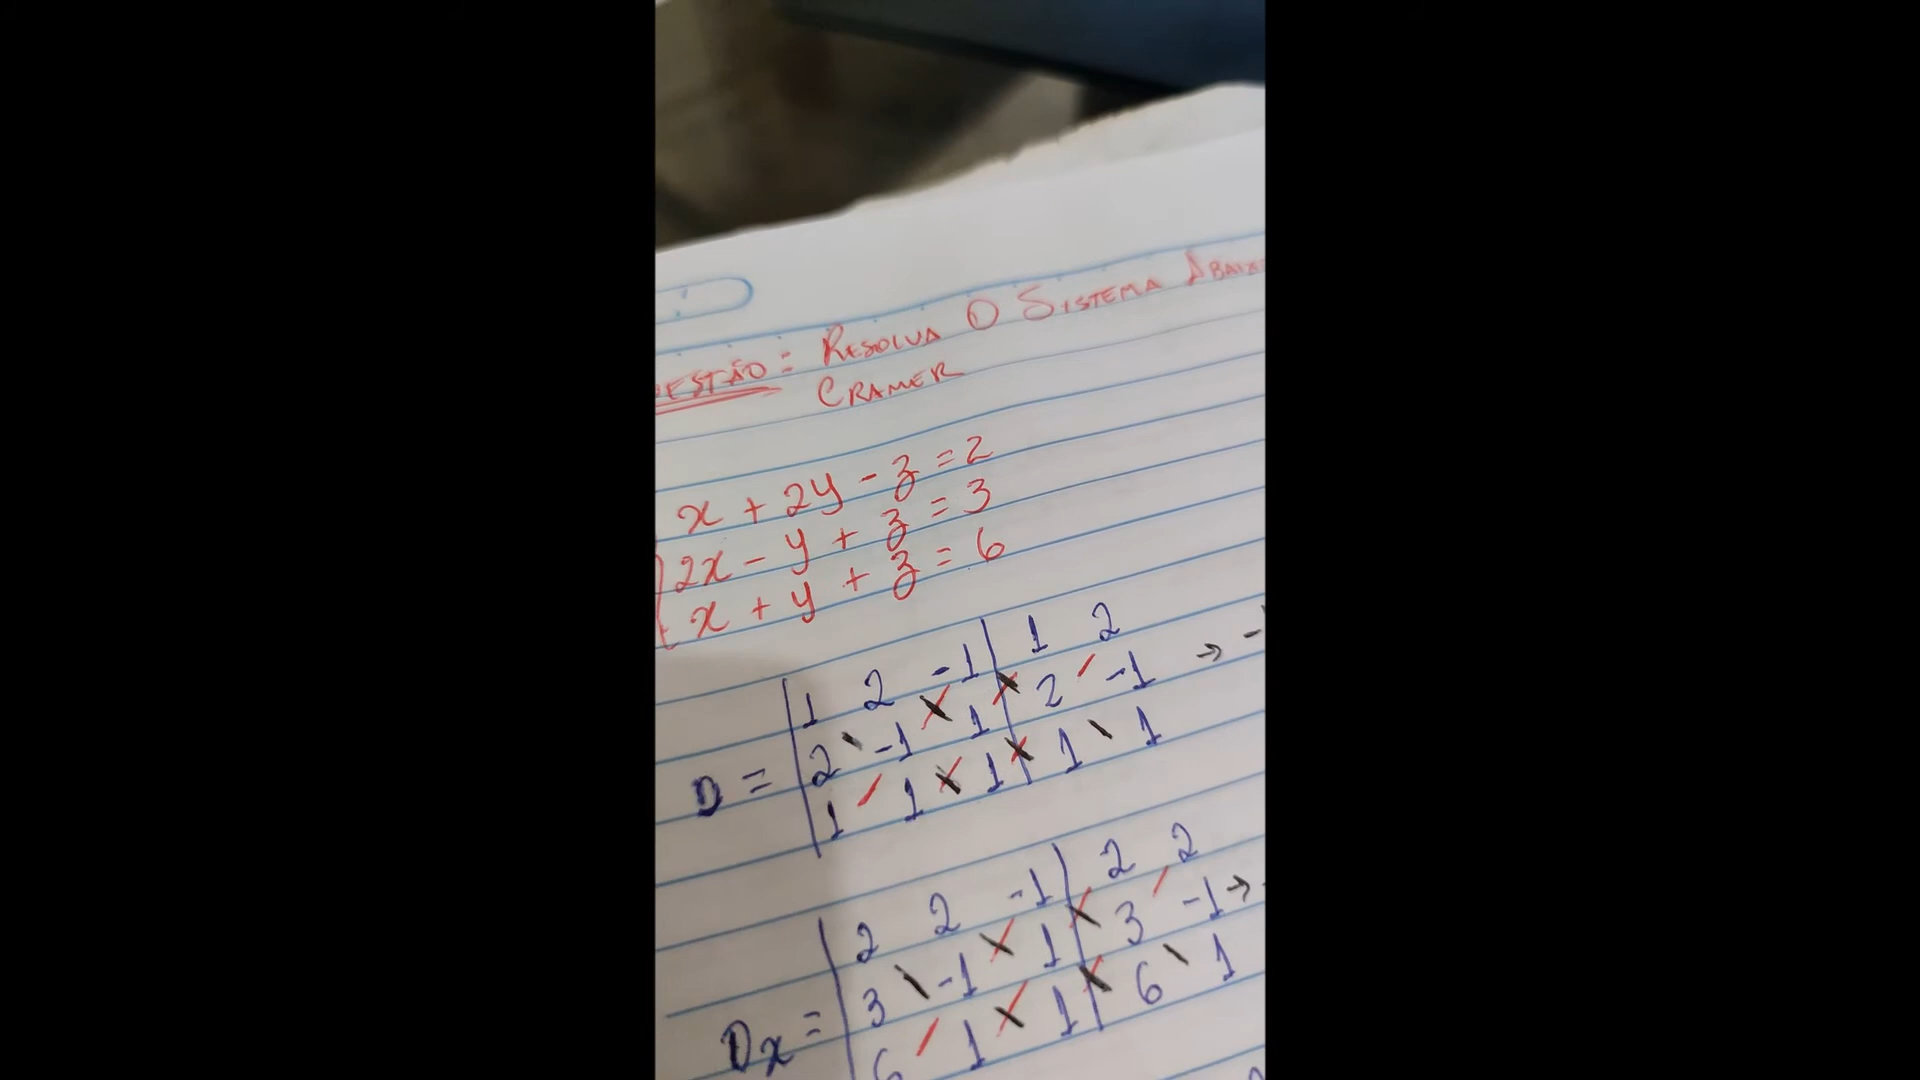 RESOLVA O SISTEMA
CRAMER
x + 2y - z = 2
2x - y + z = 3
x + y + z = 6
1 2 -1 | 1 2
D = 2 -1 1 | 2 -1 →
1 1 1 | 1 1
2 2 -1 | 2 2
Dx = 3 -1 1 | 3 -1 →
6 1 1 | 6 1